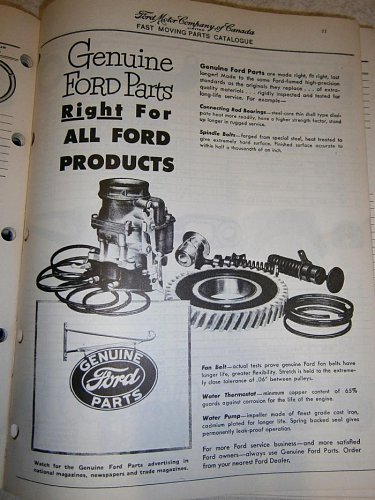 Ford Motor Company of Canada
LIMITED
FAST MOVING PARTS CATALOGUE
11
Genuine
FORD Parts
Right For
ALL FORD
PRODUCTS
Genuine Ford Parts are made right, fit right, last
longer! Made to the same Ford-famed high-precision
standards as the originals they replace . . . of extra-
quality materials . . . rigidly inspected and tested for
long-life service. For example—
Connecting Rod Bearings—steel-core thin shell type dissi-
pate heat more readily, have a higher strength factor, stand
up longer in rugged service.
Spindle Bolts—forged from special steel, heat treated to
give extremely hard surface. Finished surface accurate to
within half a thousandth of an inch.
GENUINE
Ford
PARTS
Fan Belt—actual tests prove genuine Ford Fan belts have
longer life, greater flexibility. Stretch is held to the extreme-
ly close tolerance of .06" between pulleys.
Water Thermostat—minimum copper content of 65%
guards against corrosion for the life of the engine.
Water Pump—impeller made of finest grade cast iron,
cadmium plated for longer life. Spring backed seal gives
permanently leak-proof operation.
For more Ford service business—and more satisfied
Ford owners—always use Genuine Ford Parts. Order
from your nearest Ford Dealer.
Watch for the Genuine Ford Parts advertising in
national magazines, newspapers and trade magazines.